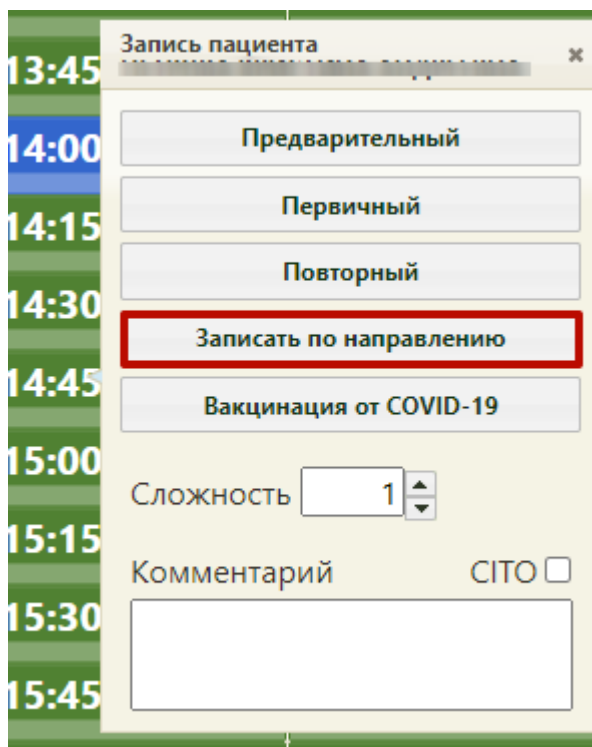 Запись пациента
13:45
Предварительный
14:00
Первичный
14:15
Повторный
14:30
Записать по направлению
14:45
Вакцинация от COVID-19
15:00
Сложность 1
15:15
Комментарий CITO
15:30
15:45